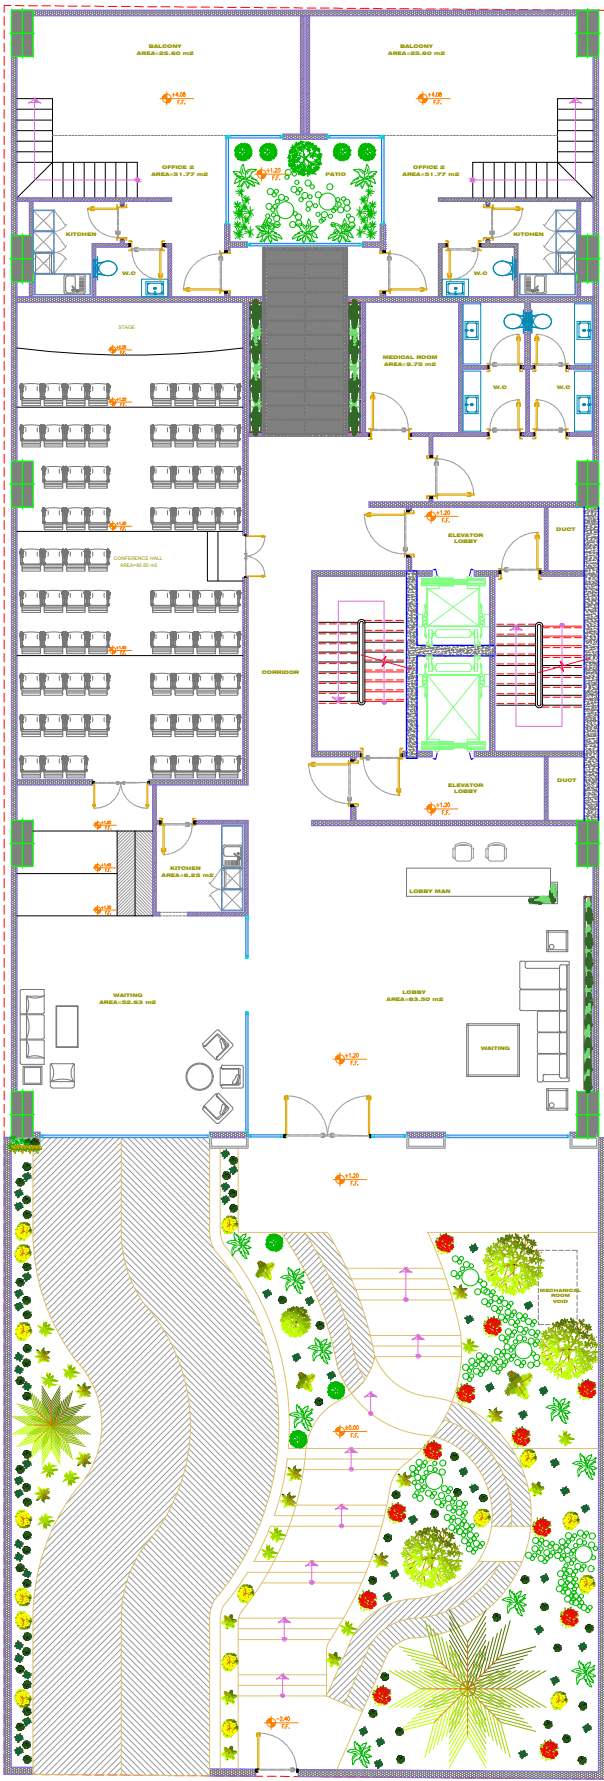 BALCONY
AREA=25.60 m2
BALCONY
AREA=25.60 m2
+4.08
F.F.
+4.08
F.F.
OFFICE 2
AREA=51.77 m2
+1.20
F.F.
PATIO
OFFICE 2
AREA=51.77 m2
KITCHEN
KITCHEN
W.C
W.C
STAGE
MEDICAL ROOM
AREA=9.75 m2
W.C
W.C
+1.20
F.F.
ELEVATOR
LOBBY
DUCT
CONFERENCE HALL
CORRIDOR
ELEVATOR
LOBBY
DUCT
+1.20
F.F.
KITCHEN
AREA=6.25 m2
LOBBY MAN
WAITING
AREA=52.63 m2
LOBBY
AREA=83.50 m2
WAITING
+1.20
F.F.
+1.20
F.F.
MECHANICAL
ROOM
VOID
±0.00
F.F.
-2.40
F.F.